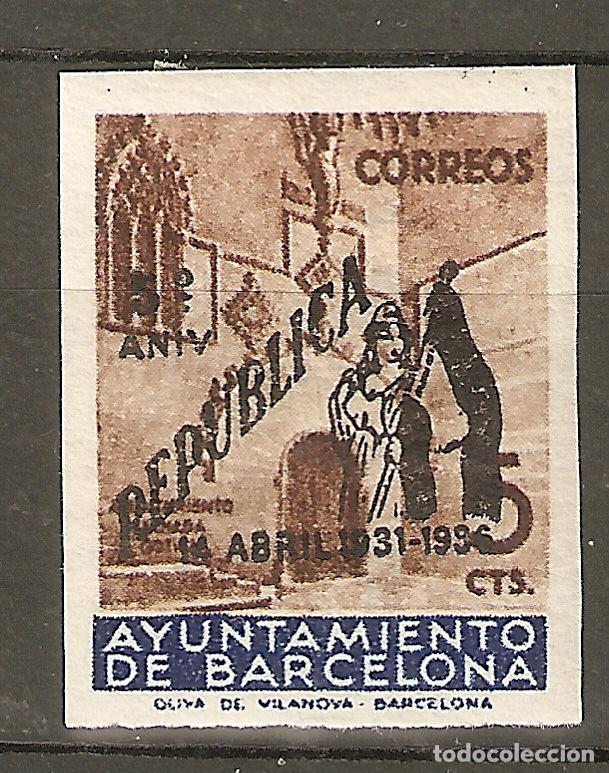 CORREOS
5º
ANIV
REPUBLICA
14 ABRIL 1931-1936
5
CTS.
AYUNTAMIENTO
DE BARCELONA
OLIVA DE VILANOVA - BARCELONA
todocoleccion